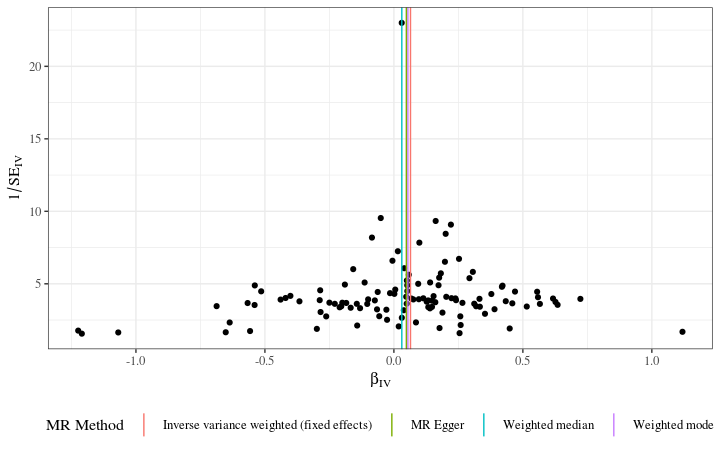 20
15
10
5
1/SE_IV
-1.0 -0.5 0.0 0.5 1.0
β_IV
MR Method Inverse variance weighted (fixed effects) MR Egger Weighted median Weighted mode